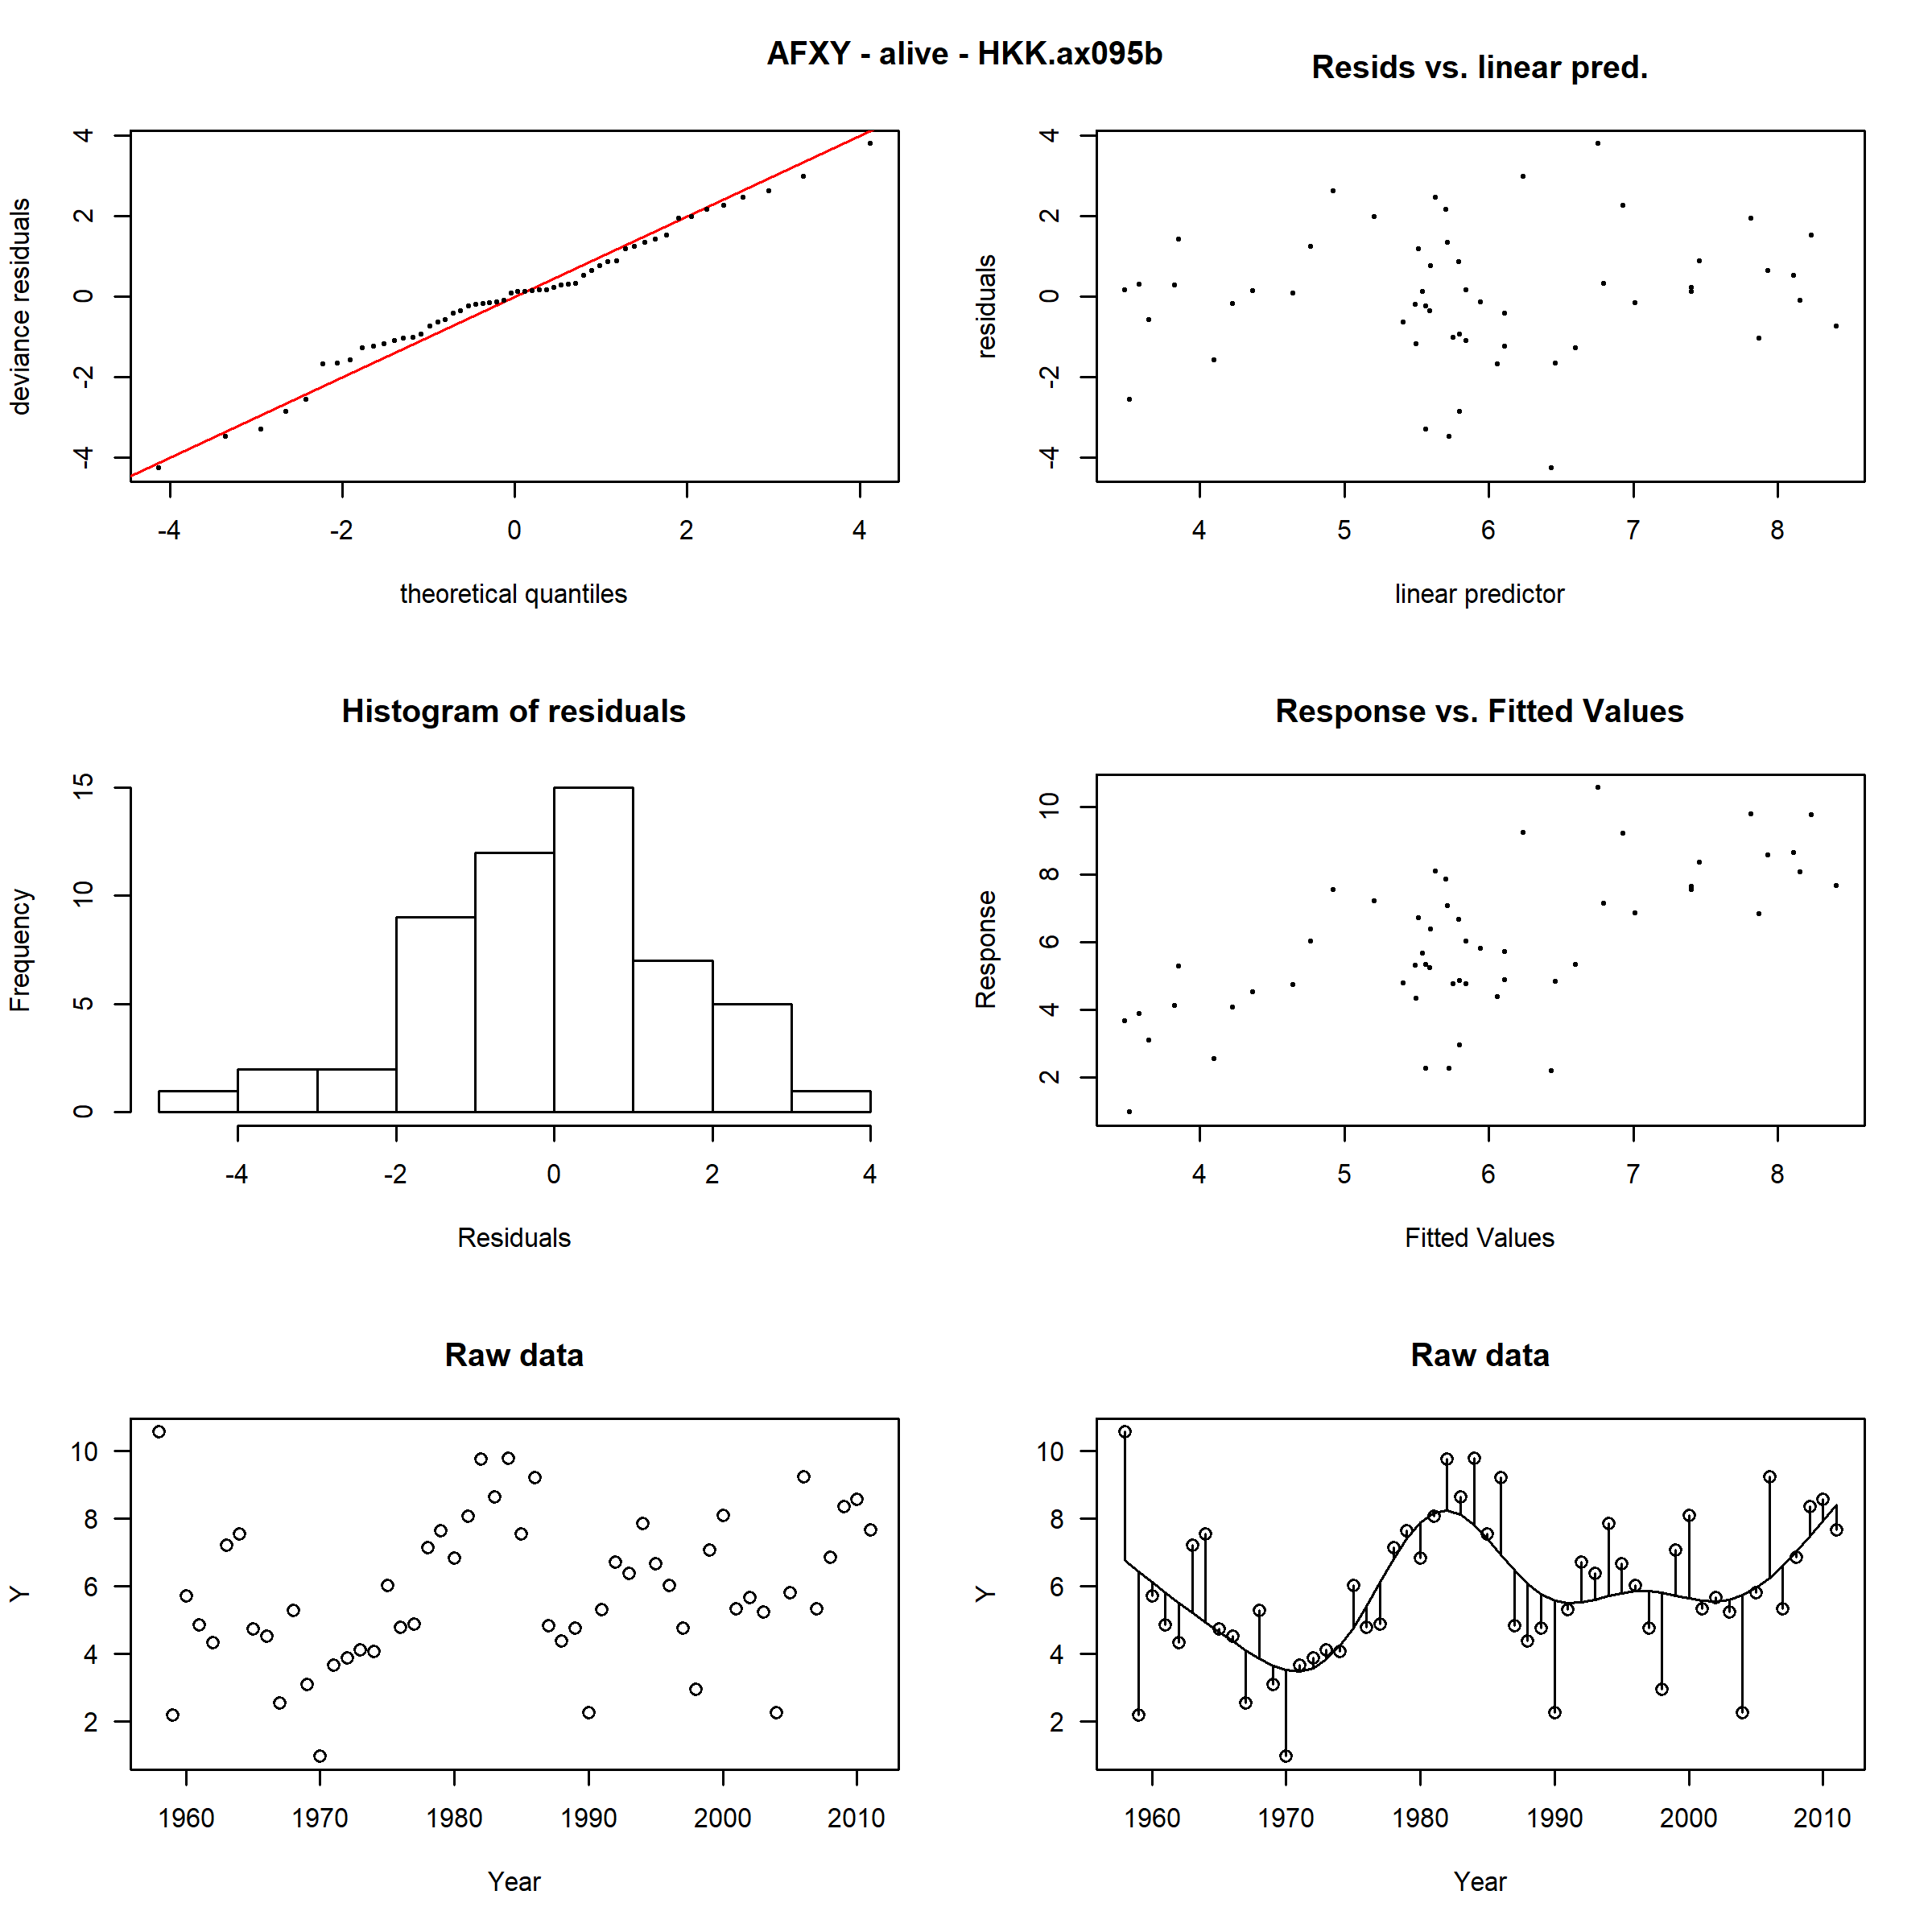 AFXY - alive - HKK.ax095b
Resids vs. linear pred.
deviance residuals
4
2
0
-2
-4
-4 -2 0 2 4
theoretical quantiles
residuals
4
2
0
-2
-4
4 5 6 7 8
linear predictor
Histogram of residuals
Frequency
15
10
5
0
-4 -2 0 2 4
Residuals
Response vs. Fitted Values
Response
10
8
6
4
2
4 5 6 7 8
Fitted Values
Raw data
Y
10
8
6
4
2
1960 1970 1980 1990 2000 2010
Year
Raw data
Y
10
8
6
4
2
1960 1970 1980 1990 2000 2010
Year